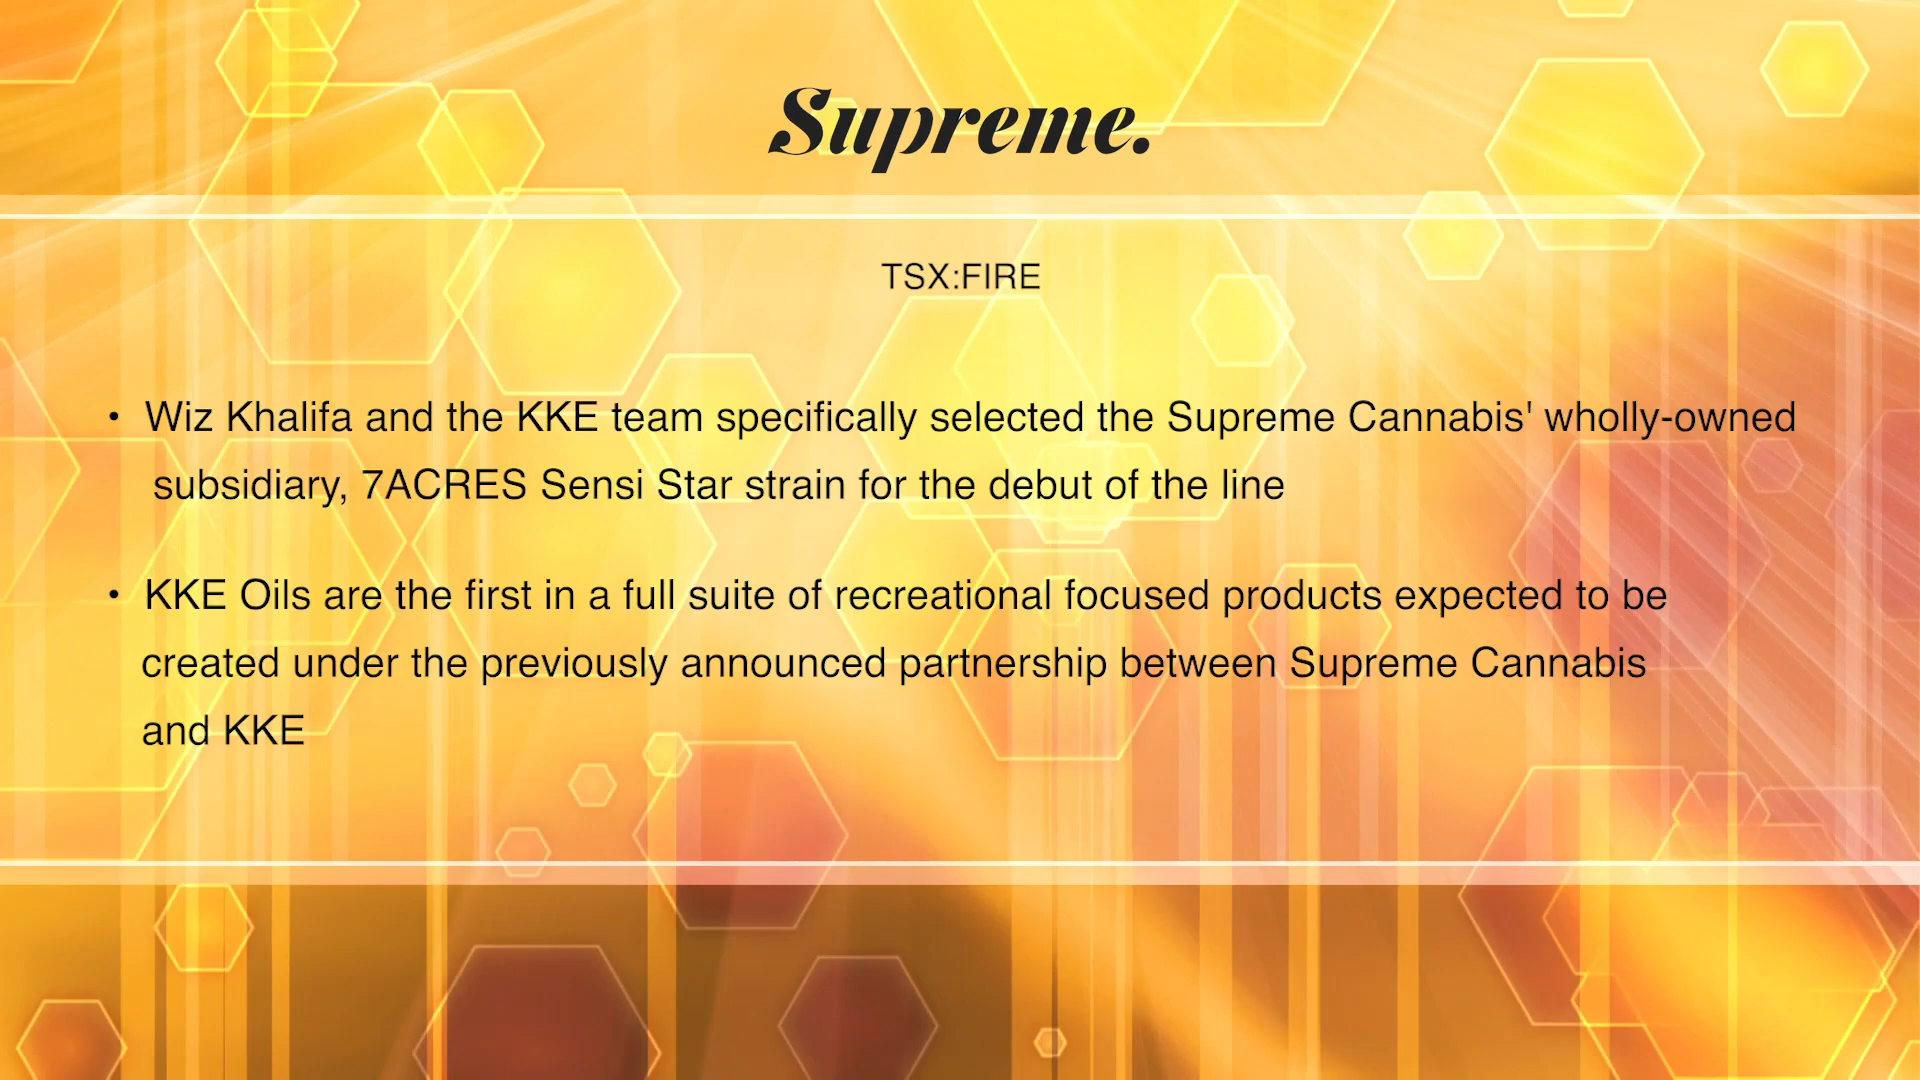 Supreme.
TSX:FIRE
• Wiz Khalifa and the KKE team specifically selected the Supreme Cannabis' wholly-owned
subsidiary, 7ACRES Sensi Star strain for the debut of the line
• KKE Oils are the first in a full suite of recreational focused products expected to be
created under the previously announced partnership between Supreme Cannabis
and KKE